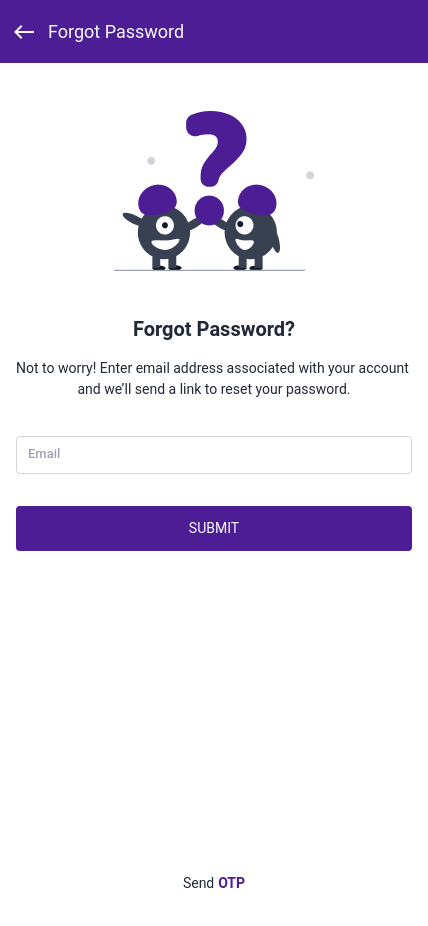 Forgot Password
?
Forgot Password?
Not to worry! Enter email address associated with your account
and we’ll send a link to reset your password.
Email
SUBMIT
Send OTP